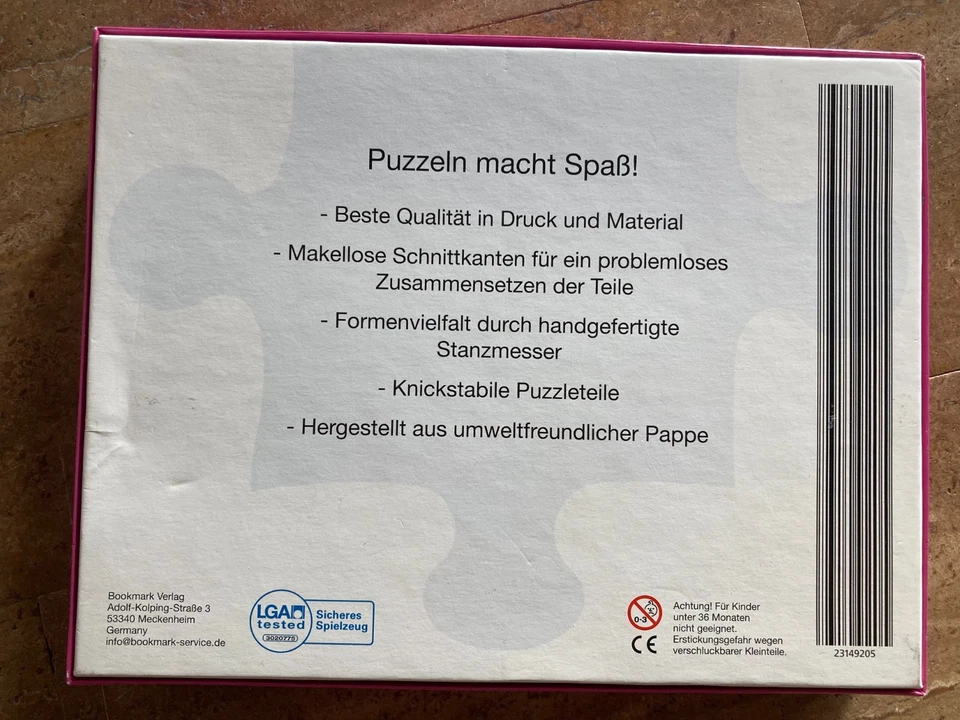 Puzzeln macht Spaß!
- Beste Qualität in Druck und Material
- Makellose Schnittkanten für ein problemloses
Zusammensetzen der Teile
- Formenvielfalt durch handgefertigte
Stanzmesser
- Knickstabile Puzzleteile
- Hergestellt aus umweltfreundlicher Pappe
Bookmark Verlag
Adolf-Kolping-Straße 3
53340 Meckenheim
Germany
info@bookmark-service.de
LGA
tested
3020775
Sicheres
Spielzeug
0-3
CE
Achtung! Für Kinder
unter 36 Monaten
nicht geeignet.
Erstickungsgefahr wegen
verschluckbarer Kleinteile.
23149205